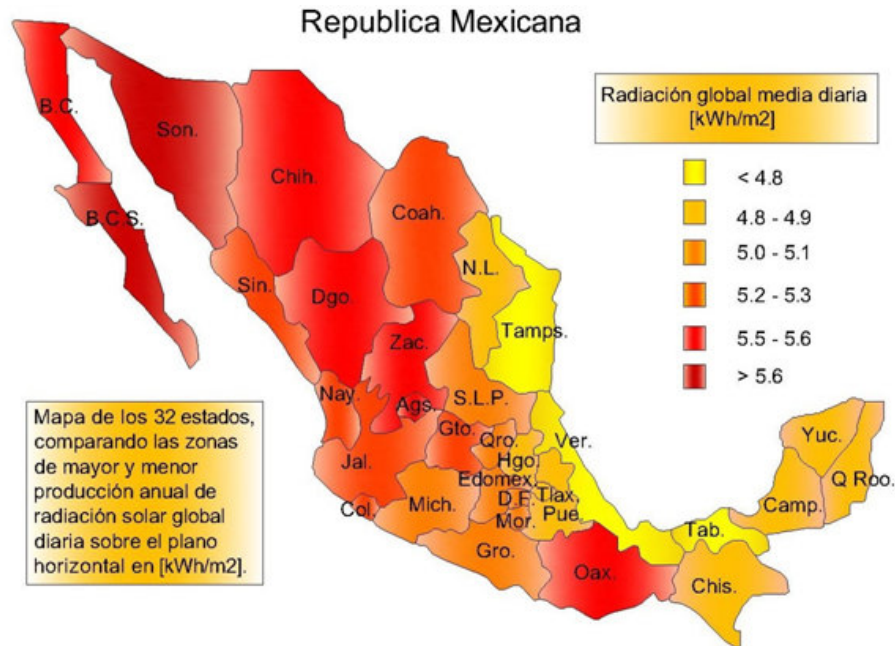 Republica Mexicana
Radiación global media diaria
[kWh/m2]
< 4.8
4.8 - 4.9
5.0 - 5.1
5.2 - 5.3
5.5 - 5.6
> 5.6
B.C.
Son.
Chih.
B.C.S.
Coah.
Sin.
Dgo.
N.L.
Tamps.
Zac.
Nay.
Ags.
S.L.P.
Jal.
Gto.
Qro.
Hgo.
Ver.
Edomex.
Col.
Mich.
D.F.
Tlax.
Mor.
Pue.
Gro.
Oax.
Tab.
Chis.
Camp.
Yuc.
Q Roo.
Mapa de los 32 estados,
comparando las zonas
de mayor y menor
producción anual de
radiación solar global
diaria sobre el plano
horizontal en [kWh/m2].